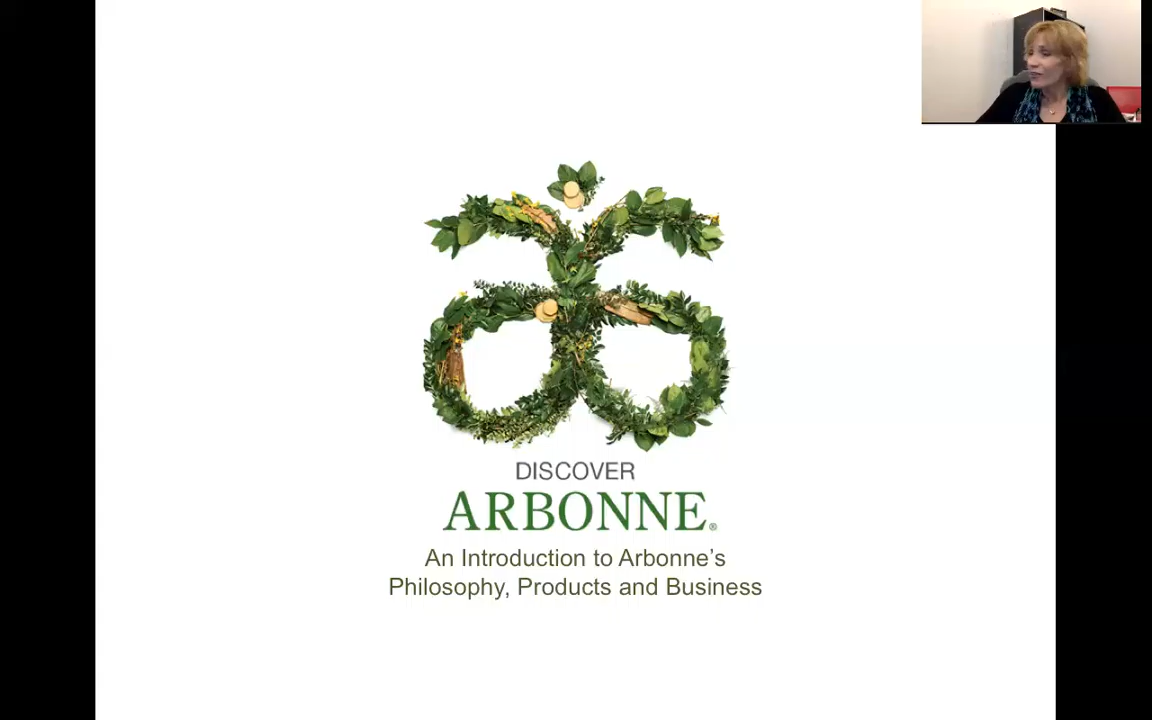 DISCOVER
ARBONNE®
An Introduction to Arbonne's
Philosophy, Products and Business